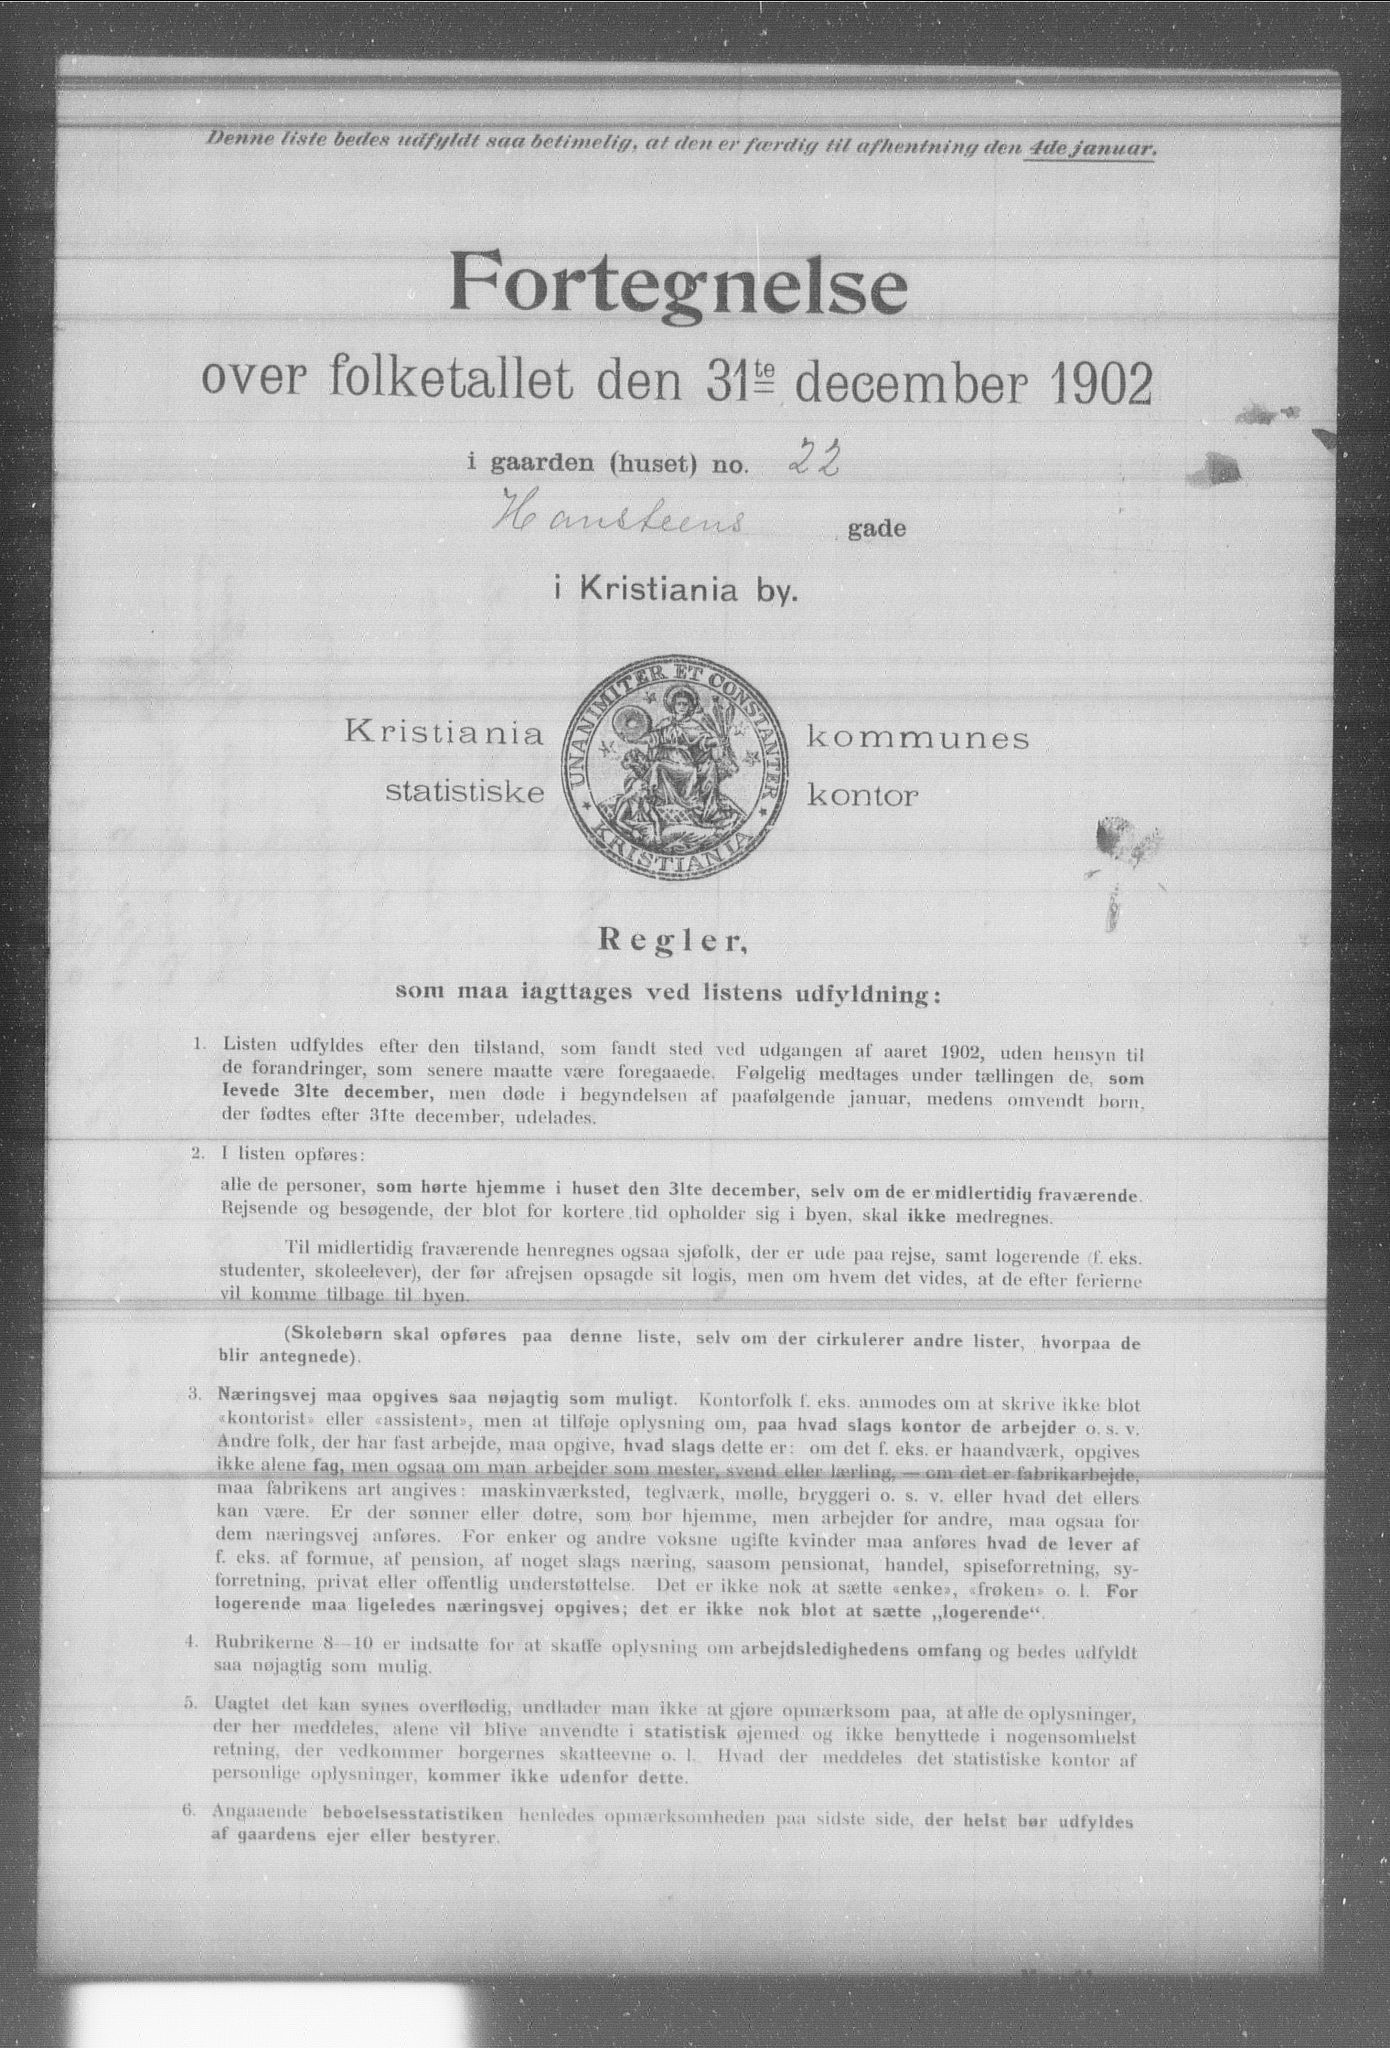 Denne liste bedes udfyldt saa betimelig, at den er færdig til afhentning den 4de januar.
Fortegnelse
over folketallet den 31te december 1902
i gaarden (huset) no. 22
Hansteens gade
i Kristiania by.
Kristiania kommunes
statistiske kontor
UNANIMITER ET CONSTANTER
KRISTIANIA
Regler,
som maa iagttages ved listens udfyldning:
1. Listen udfyldes efter den tilstand, som fandt sted ved udgangen af aaret 1902, uden hensyn til
de forandringer, som senere maatte være foregaaede. Følgelig medtages under tællingen de, som
levede 31te december, men døde i begyndelsen af paafølgende januar, medens omvendt børn,
der fødtes efter 31te december, udelades.
2. I listen opføres:
alle de personer, som hørte hjemme i huset den 31te december, selv om de er midlertidig fraværende.
Rejsende og besøgende, der blot for kortere tid opholder sig i byen, skal ikke medregnes.
Til midlertidig fraværende henregnes ogsaa sjøfolk, der er ude paa rejse, samt logerende (f. eks.
studenter, skoleelever), der før afrejsen opsagde sit logis, men om hvem det vides, at de efter ferierne
vil komme tilbage til byen.
(Skolebørn skal opføres paa denne liste, selv om der cirkulerer andre lister, hvorpaa de
blir antegnede).
3. Næringsvej maa opgives saa nøjagtig som muligt. Kontorfolk f. eks. anmodes om at skrive ikke blot
«kontorist» eller «assistent», men at tilføje oplysning om, paa hvad slags kontor de arbejder o. s. v.
Andre folk, der har fast arbejde, maa opgive, hvad slags dette er: om det f. eks. er haandværk, opgives
ikke alene fag, men ogsaa om man arbejder som mester, svend eller lærling, — om det er fabrikarbejde,
maa fabrikens art angives: maskinværksted, teglværk, mølle, bryggeri o. s. v. eller hvad det ellers
kan være. Er der sønner eller døtre, som bor hjemme, men arbejder for andre, maa ogsaa for
dem næringsvej anføres. For enker og andre voksne ugifte kvinder maa anføres hvad de lever af
f. eks. af formue, af pension, af noget slags næring, saasom pensionat, handel, spiseforretning, sy-
forretning, privat eller offentlig understøttelse. Det er ikke nok at sætte «enke», «frøken» o. l. For
logerende maa ligeledes næringsvej opgives; det er ikke nok blot at sætte „logerende“.
4. Rubrikerne 8—10 er indsatte for at skaffe oplysning om arbejdsledighedens omfang og bedes udfyldt
saa nøjagtig som mulig.
5. Uagtet det kan synes overflødig, undlader man ikke at gjøre opmærksom paa, at alle de oplysninger,
der her meddeles, alene vil blive anvendte i statistisk øjemed og ikke benyttede i nogensomhelst
retning, der vedkommer borgernes skatteevne o. l. Hvad der meddeles det statistiske kontor af
personlige oplysninger, kommer ikke udenfor dette.
6. Angaaende beboelsesstatistiken henledes opmærksomheden paa sidste side, der helst bør udfyldes
af gaardens ejer eller bestyrer.